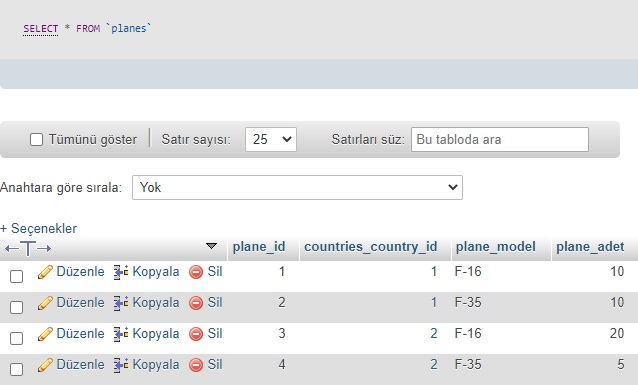 SELECT * FROM `planes`
Tümünü göster Satır sayısı: 25 Satırları süz: Bu tabloda ara
Anahtara göre sırala: Yok
+ Seçenekler
←T→ plane_id countries_country_id plane_model plane_adet
Düzenle Kopyala Sil 1 1 F-16 10
Düzenle Kopyala Sil 2 1 F-35 10
Düzenle Kopyala Sil 3 2 F-16 20
Düzenle Kopyala Sil 4 2 F-35 5